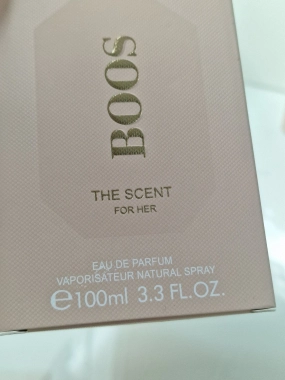 BOOS
THE SCENT
FOR HER
EAU DE PARFUM
VAPORISATEUR NATURAL SPRAY
℮100ml 3.3 FL.OZ.